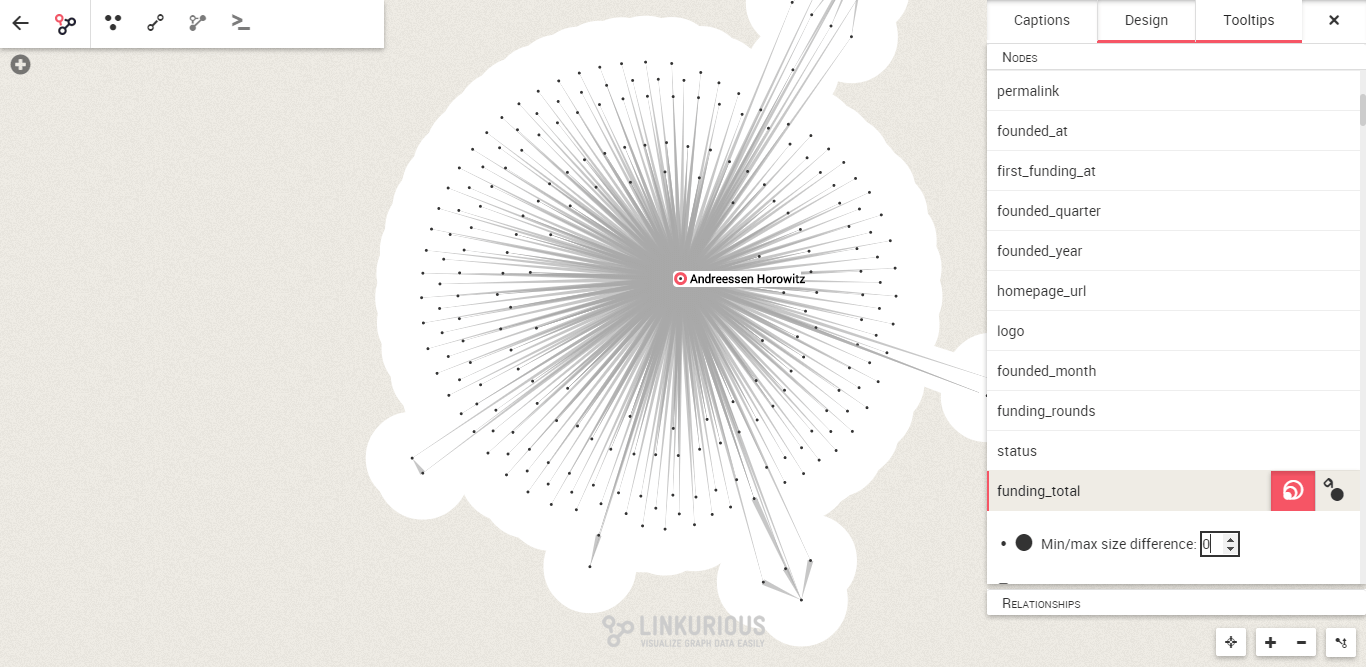 Captions
Design
Tooltips
Nodes
permalink
founded_at
first_funding_at
founded_quarter
founded_year
homepage_url
logo
founded_month
funding_rounds
status
funding_total
Min/max size difference: 0
Relationships
Andreessen Horowitz
LINKURIOUS
VISUALIZE GRAPH DATA EASILY